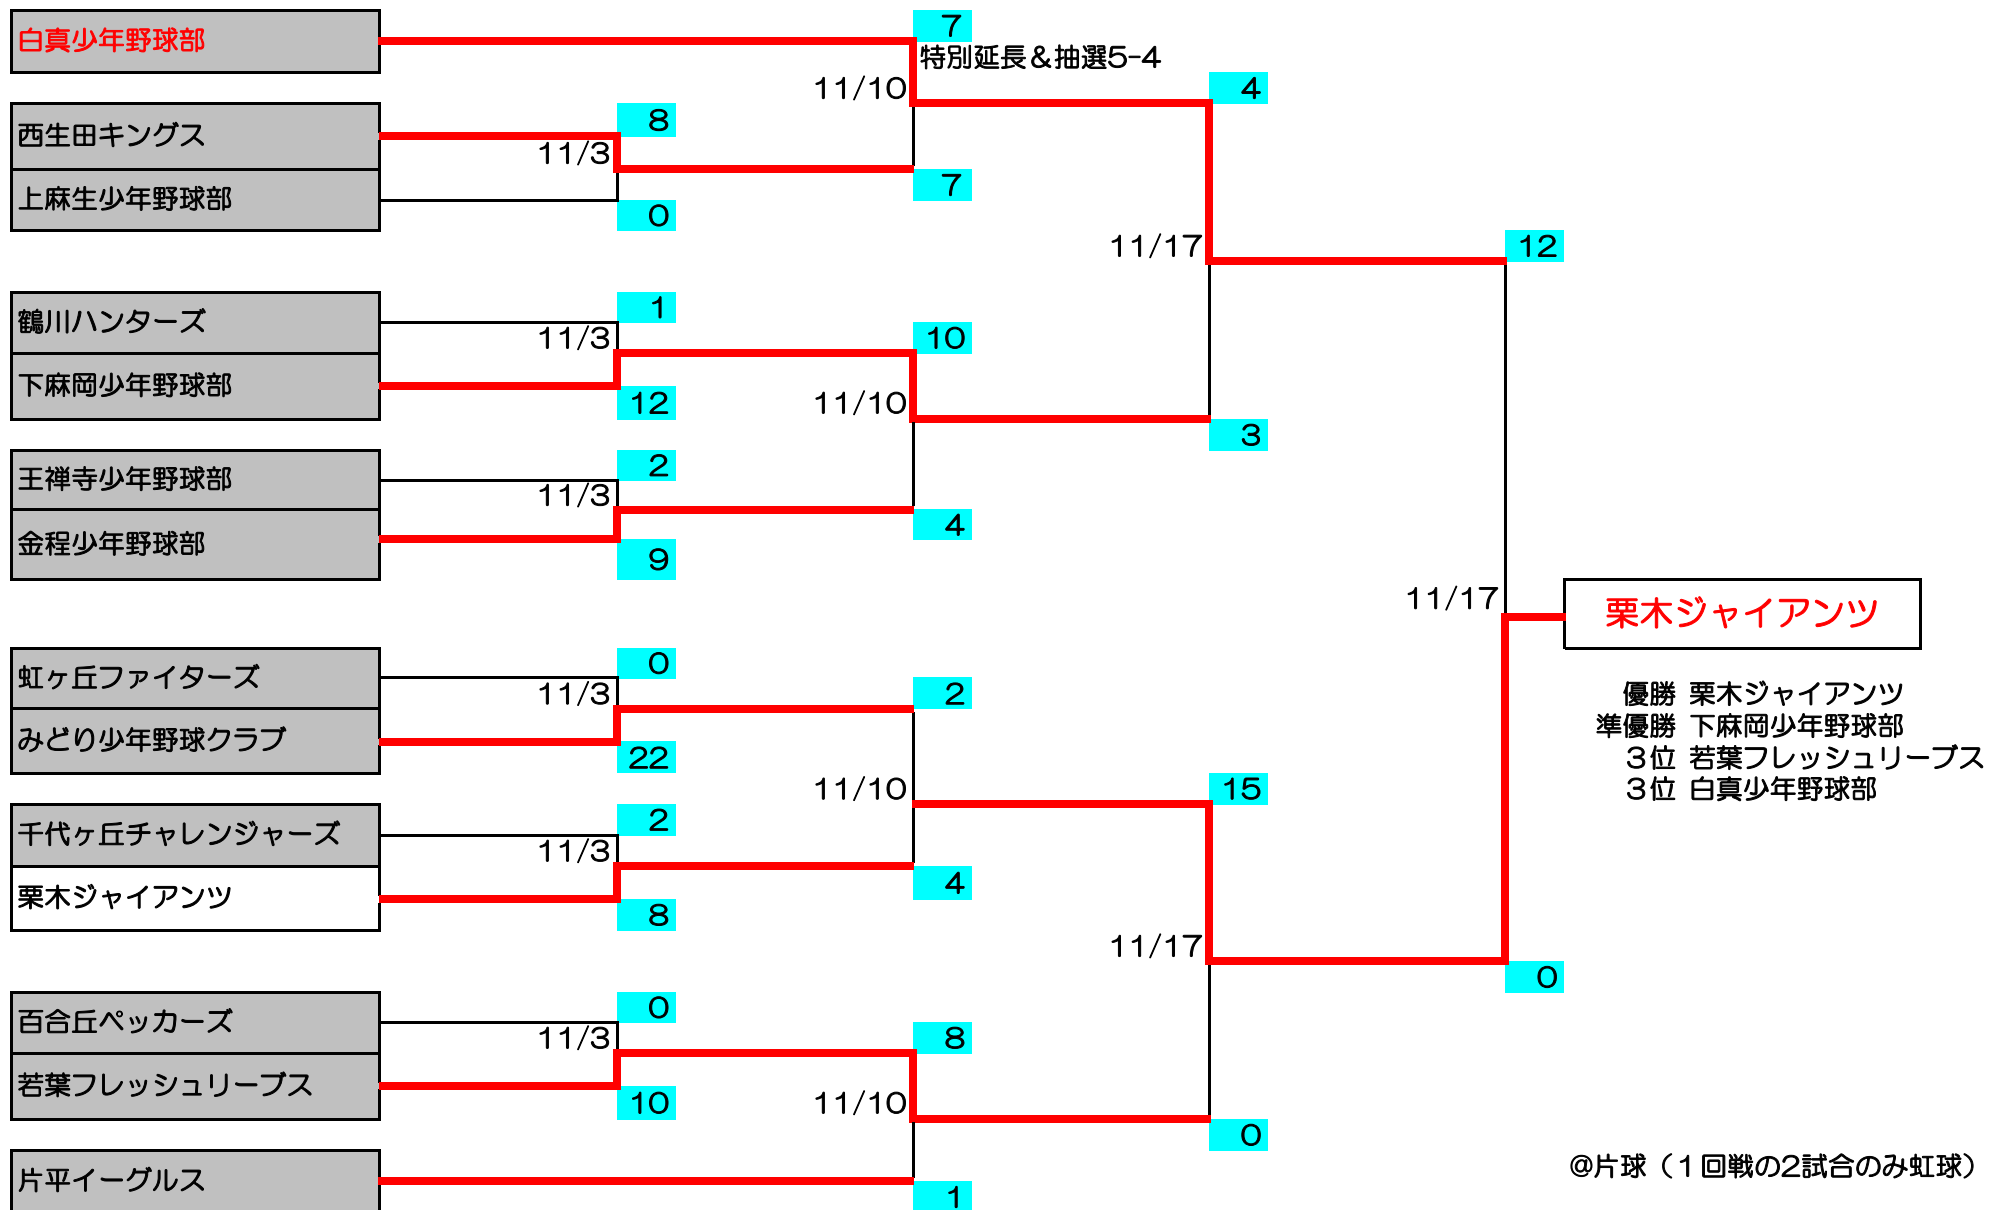 白真少年野球部
7
特別延長＆抽選5-4
11/10
4
西生田キングス
8
11/3
上麻生少年野球部
0
7
11/17
12
鶴川ハンターズ
1
11/3
10
下麻岡少年野球部
12
11/10
3
王禅寺少年野球部
2
11/3
金程少年野球部
9
4
11/17
栗木ジャイアンツ
虹ヶ丘ファイターズ
0
11/3
2
みどり少年野球クラブ
22
優勝 栗木ジャイアンツ
準優勝 下麻岡少年野球部
３位 若葉フレッシュリーブス
３位 白真少年野球部
11/10
15
千代ヶ丘チャレンジャーズ
2
11/3
栗木ジャイアンツ
8
4
11/17
0
百合丘ペッカーズ
0
11/3
8
若葉フレッシュリーブス
10
11/10
0
片平イーグルス
1
@片球（１回戦の2試合のみ虹球）